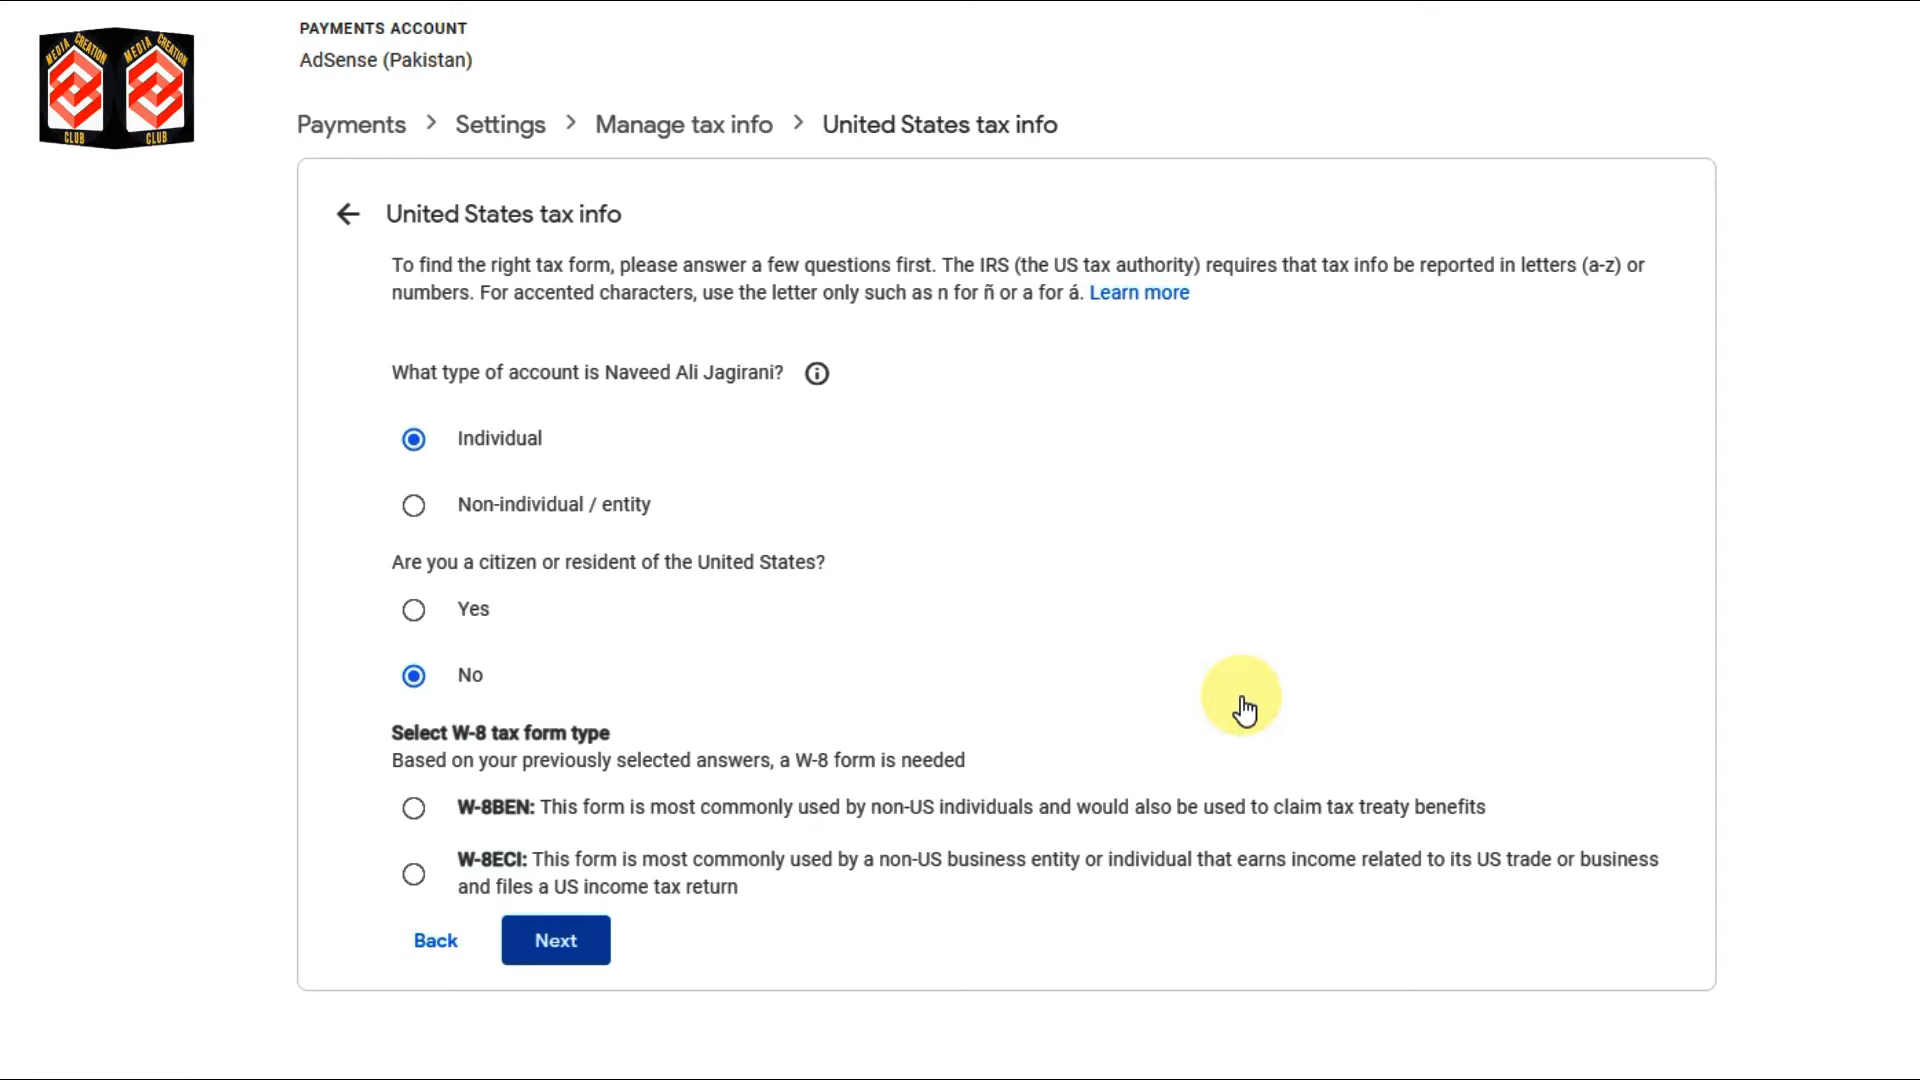 MEDIA CREATION CLUB
MEDIA CREATION CLUB
PAYMENTS ACCOUNT
AdSense (Pakistan)
Payments > Settings > Manage tax info > United States tax info
United States tax info
To find the right tax form, please answer a few questions first. The IRS (the US tax authority) requires that tax info be reported in letters (a-z) or
numbers. For accented characters, use the letter only such as n for ñ or a for á. Learn more
What type of account is Naveed Ali Jagirani?
Individual
Non-individual / entity
Are you a citizen or resident of the United States?
Yes
No
Select W-8 tax form type
Based on your previously selected answers, a W-8 form is needed
W-8BEN: This form is most commonly used by non-US individuals and would also be used to claim tax treaty benefits
W-8ECI: This form is most commonly used by a non-US business entity or individual that earns income related to its US trade or business
and files a US income tax return
Back Next